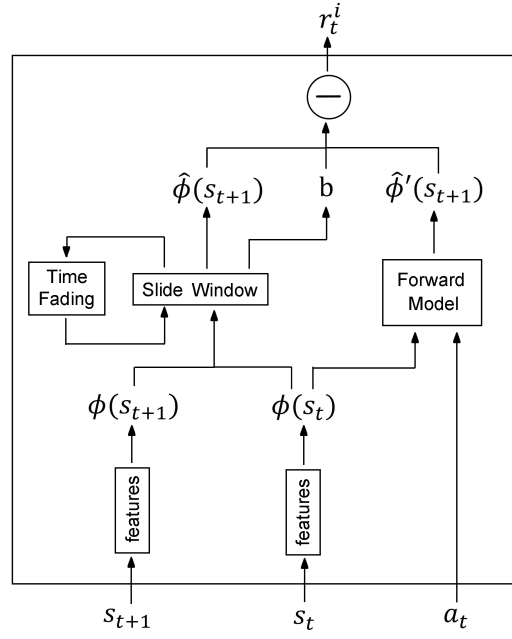 r_t^i
−
ϕ̂(s_{t+1}) b ϕ̂′(s_{t+1})
Time
Fading
Slide Window
Forward
Model
ϕ(s_{t+1}) ϕ(s_t)
features features
s_{t+1} s_t a_t